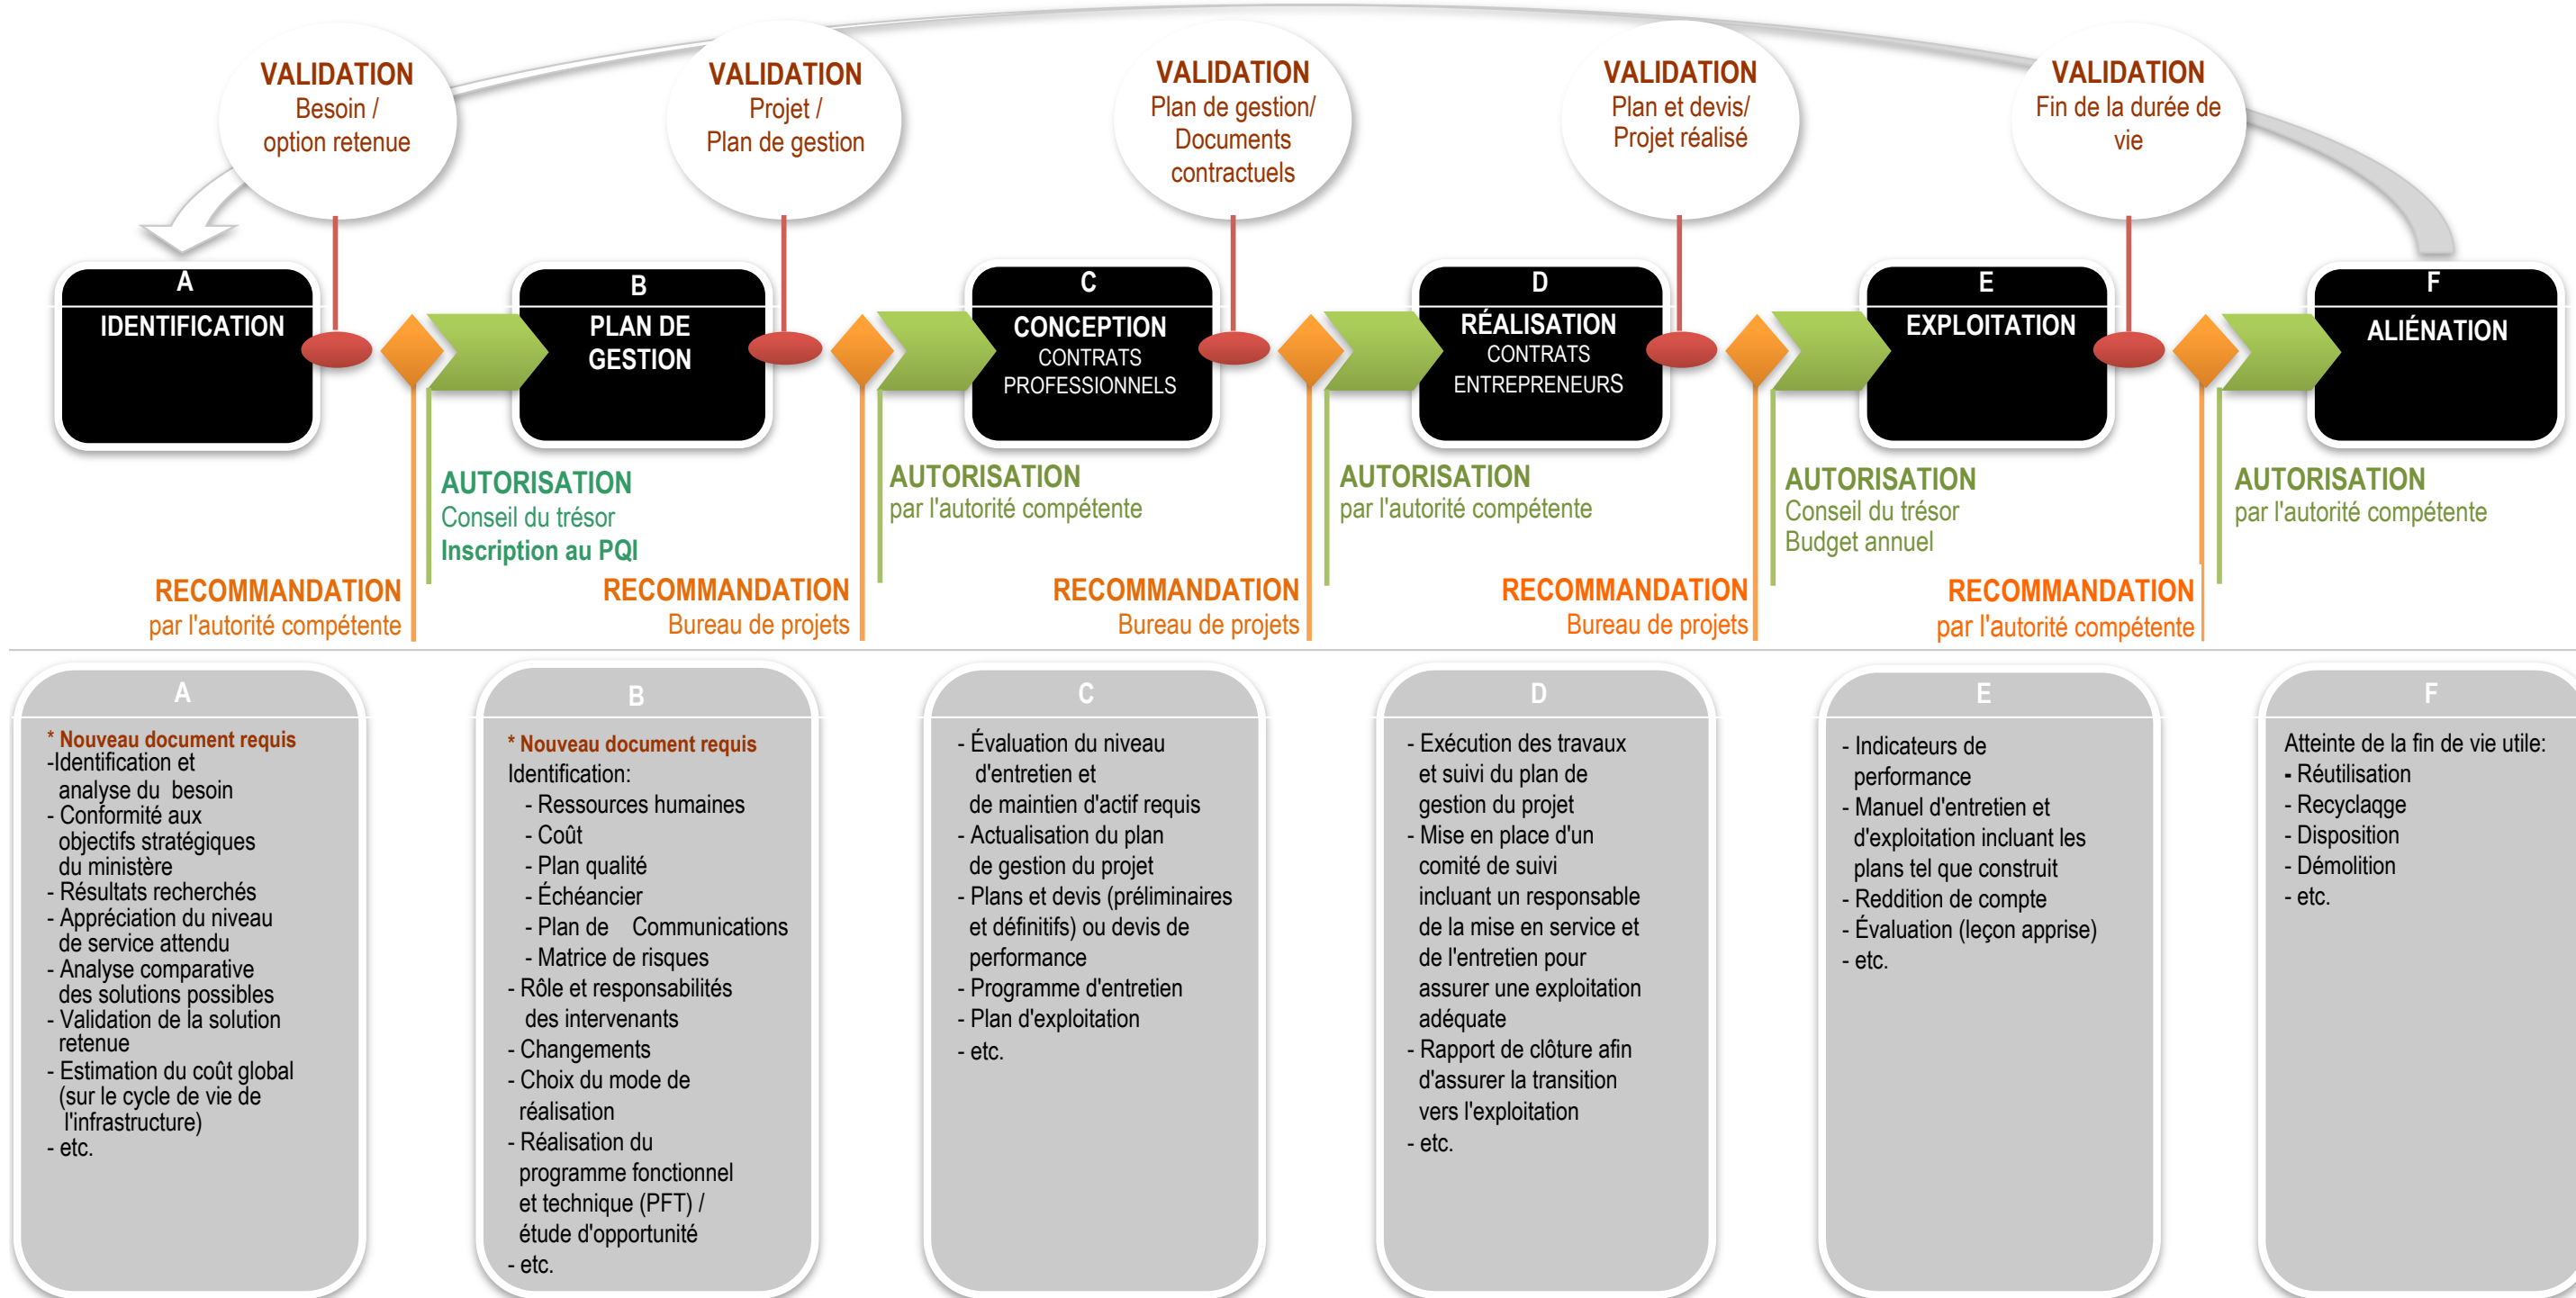 VALIDATION
Besoin /
option retenue
VALIDATION
Projet /
Plan de gestion
VALIDATION
Plan de gestion/
Documents
contractuels
VALIDATION
Plan et devis/
Projet réalisé
VALIDATION
Fin de la durée de
vie
A
IDENTIFICATION
B
PLAN DE
GESTION
C
CONCEPTION
CONTRATS
PROFESSIONNELS
D
RÉALISATION
CONTRATS
ENTREPRENEURS
E
EXPLOITATION
F
ALIÉNATION
AUTORISATION
Conseil du trésor
Inscription au PQI
AUTORISATION
par l'autorité compétente
AUTORISATION
par l'autorité compétente
AUTORISATION
Conseil du trésor
Budget annuel
AUTORISATION
par l'autorité compétente
RECOMMANDATION
par l'autorité compétente
RECOMMANDATION
Bureau de projets
RECOMMANDATION
Bureau de projets
RECOMMANDATION
Bureau de projets
RECOMMANDATION
par l'autorité compétente
A
* Nouveau document requis
-Identification et
analyse du besoin
- Conformité aux
objectifs stratégiques
du ministère
- Résultats recherchés
- Appréciation du niveau
de service attendu
- Analyse comparative
des solutions possibles
- Validation de la solution
retenue
- Estimation du coût global
(sur le cycle de vie de
l'infrastructure)
- etc.
B
* Nouveau document requis
Identification:
- Ressources humaines
- Coût
- Plan qualité
- Échéancier
- Plan de Communications
- Matrice de risques
- Rôle et responsabilités
des intervenants
- Changements
- Choix du mode de
réalisation
- Réalisation du
programme fonctionnel
et technique (PFT) /
étude d'opportunité
- etc.
C
- Évaluation du niveau
d'entretien et
de maintien d'actif requis
- Actualisation du plan
de gestion du projet
- Plans et devis (préliminaires
et définitifs) ou devis de
performance
- Programme d'entretien
- Plan d'exploitation
- etc.
D
- Exécution des travaux
et suivi du plan de
gestion du projet
- Mise en place d'un
comité de suivi
incluant un responsable
de la mise en service et
de l'entretien pour
assurer une exploitation
adéquate
- Rapport de clôture afin
d'assurer la transition
vers l'exploitation
- etc.
E
- Indicateurs de
performance
- Manuel d'entretien et
d'exploitation incluant les
plans tel que construit
- Reddition de compte
- Évaluation (leçon apprise)
- etc.
F
Atteinte de la fin de vie utile:
- Réutilisation
- Recyclaqge
- Disposition
- Démolition
- etc.